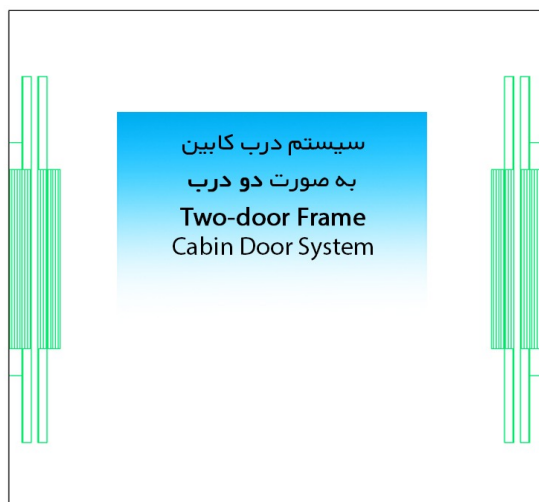 سیستم درب کابین
به صورت دو درب
Two-door Frame
Cabin Door System